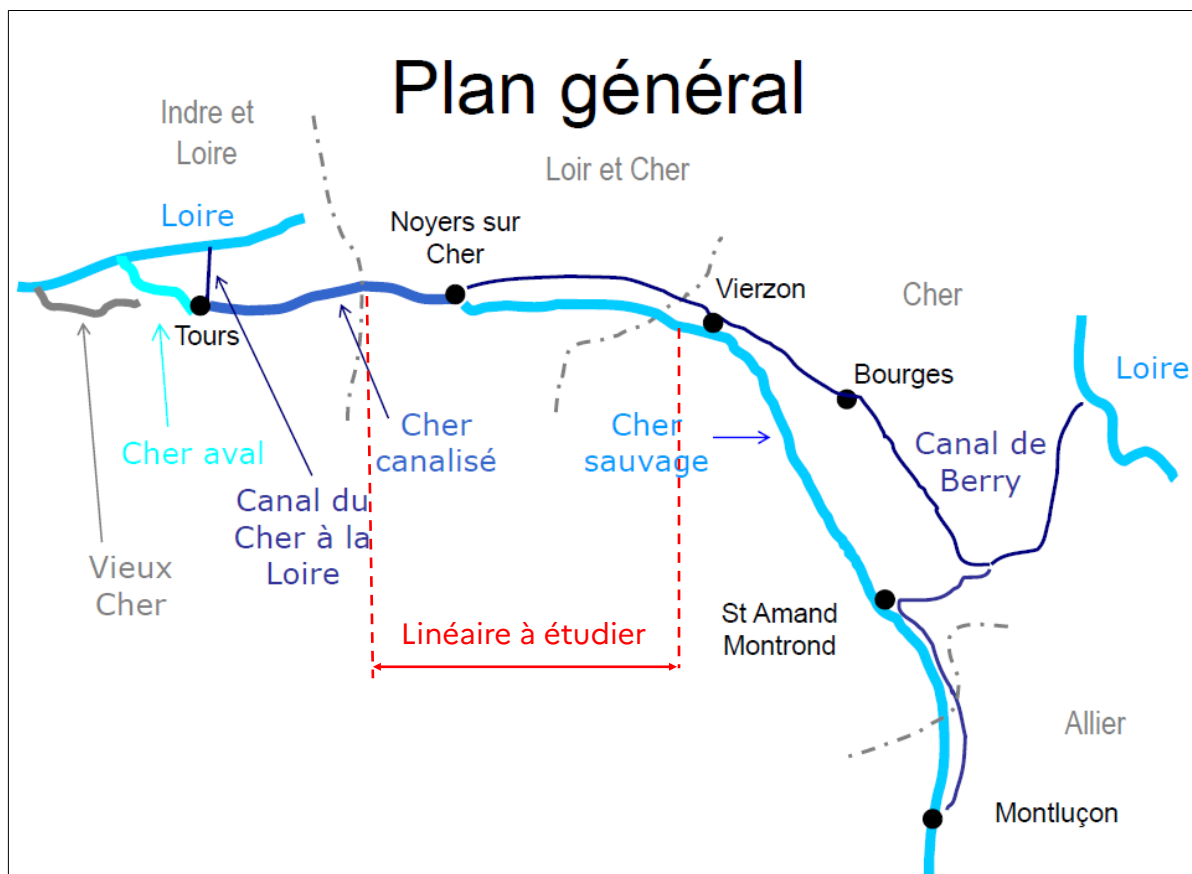 Plan général
Indre et
Loire
Loir et Cher
Loire
Noyers sur
Cher
Vierzon
Cher
Tours
Bourges
Loire
Cher aval
Cher
canalisé
Cher
sauvage
Canal de
Berry
Canal du
Cher à la
Loire
Vieux
Cher
Linéaire à étudier
St Amand
Montrond
Allier
Montluçon